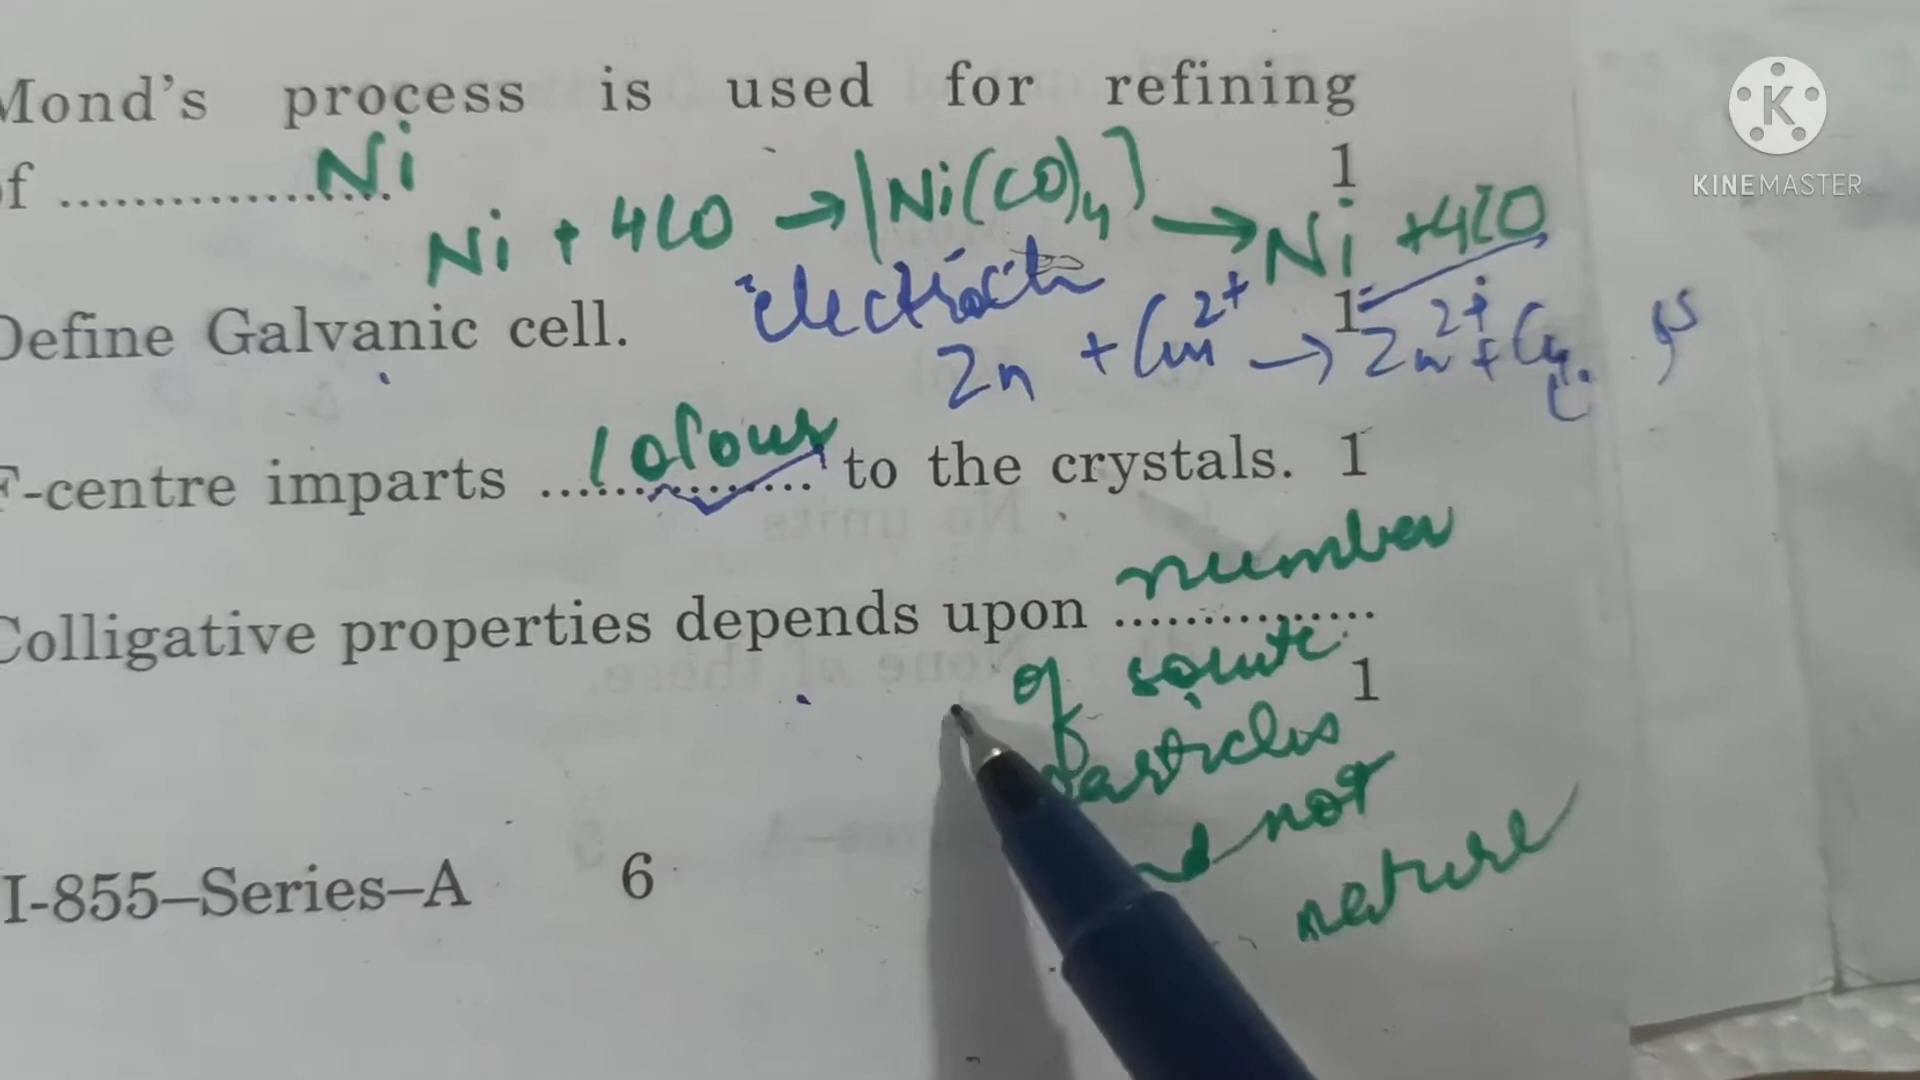 Mond's process is used for refining
of .................... Ni 1
Ni + 4CO → [Ni(CO)4] → Ni + 4CO
Define Galvanic cell. 1
Zn + Cu2+ → Zn2+ + Cu
F-centre imparts ............... colour to the crystals. 1
Colligative properties depends upon ............... number
of solute 1
particles
not
nature
I-855–Series–A 6
KINEMASTER